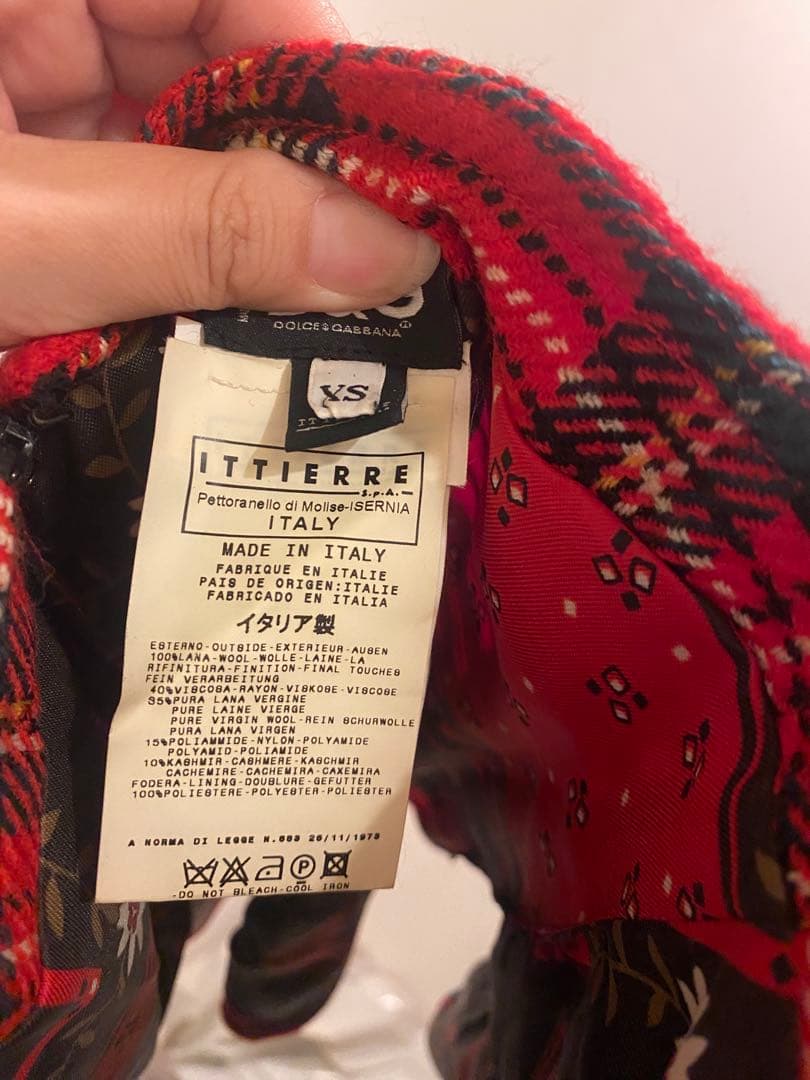 DOLCE&GABBANA
XS
ITTIERRE
S.p.A.
Pettoranello di Molise-ISERNIA
ITALY
MADE IN ITALY
FABRIQUE EN ITALIE
PAIS DE ORIGEN:ITALIE
FABRICADO EN ITALIA
イタリア製
ESTERNO-OUTSIDE-EXTERIEUR-AUSEN
100%LANA-WOOL-WOLLE-LAINE-LA
RIFINITURA-FINITION-FINAL TOUCHES
FEIN VERARBEITUNG
40%VISCOSA-RAYON-VISKOSE-VISCOSE
35%PURA LANA VERGINE
PURE LAINE VIERGE
PURE VIRGIN WOOL-REIN SCHURWOLLE
PURA LANA VIRGEN
15%POLIAMMIDE-NYLON-POLYAMIDE
POLYAMID-POLIAMIDE
10%KASHMIR-CASHMERE-KASCHMIR
CACHEMIRE-CACHEMIRA-CAXEMIRA
FODERA-LINING-DOUBLURE-GEFUTTER
100%POLIESTERE-POLYESTER-POLIESTER
A NORMA DI LEGGE N.883 26/11/1973
P
-DO NOT BLEACH-COOL IRON